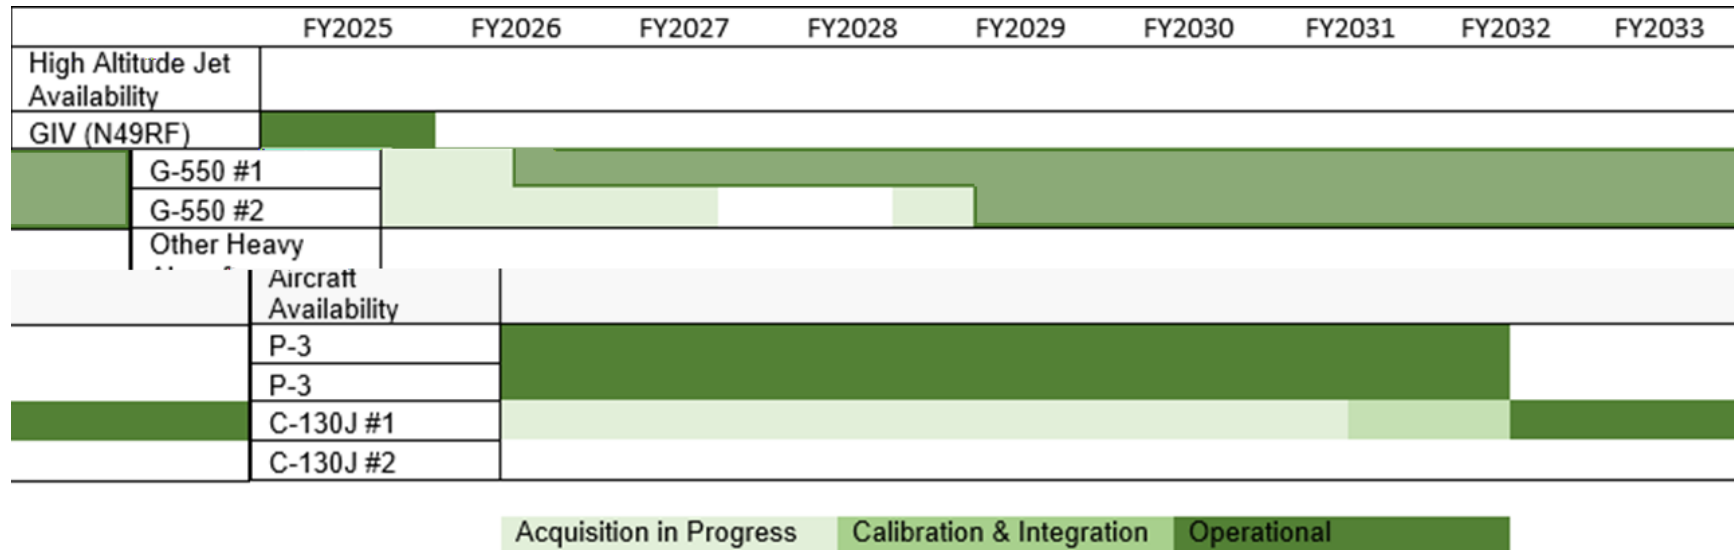 FY2025 FY2026 FY2027 FY2028 FY2029 FY2030 FY2031 FY2032 FY2033
High Altitude Jet
Availability
GIV (N49RF)
G-550 #1
G-550 #2
Other Heavy
Aircraft
Availability
P-3
P-3
C-130J #1
C-130J #2
Acquisition in Progress Calibration & Integration Operational